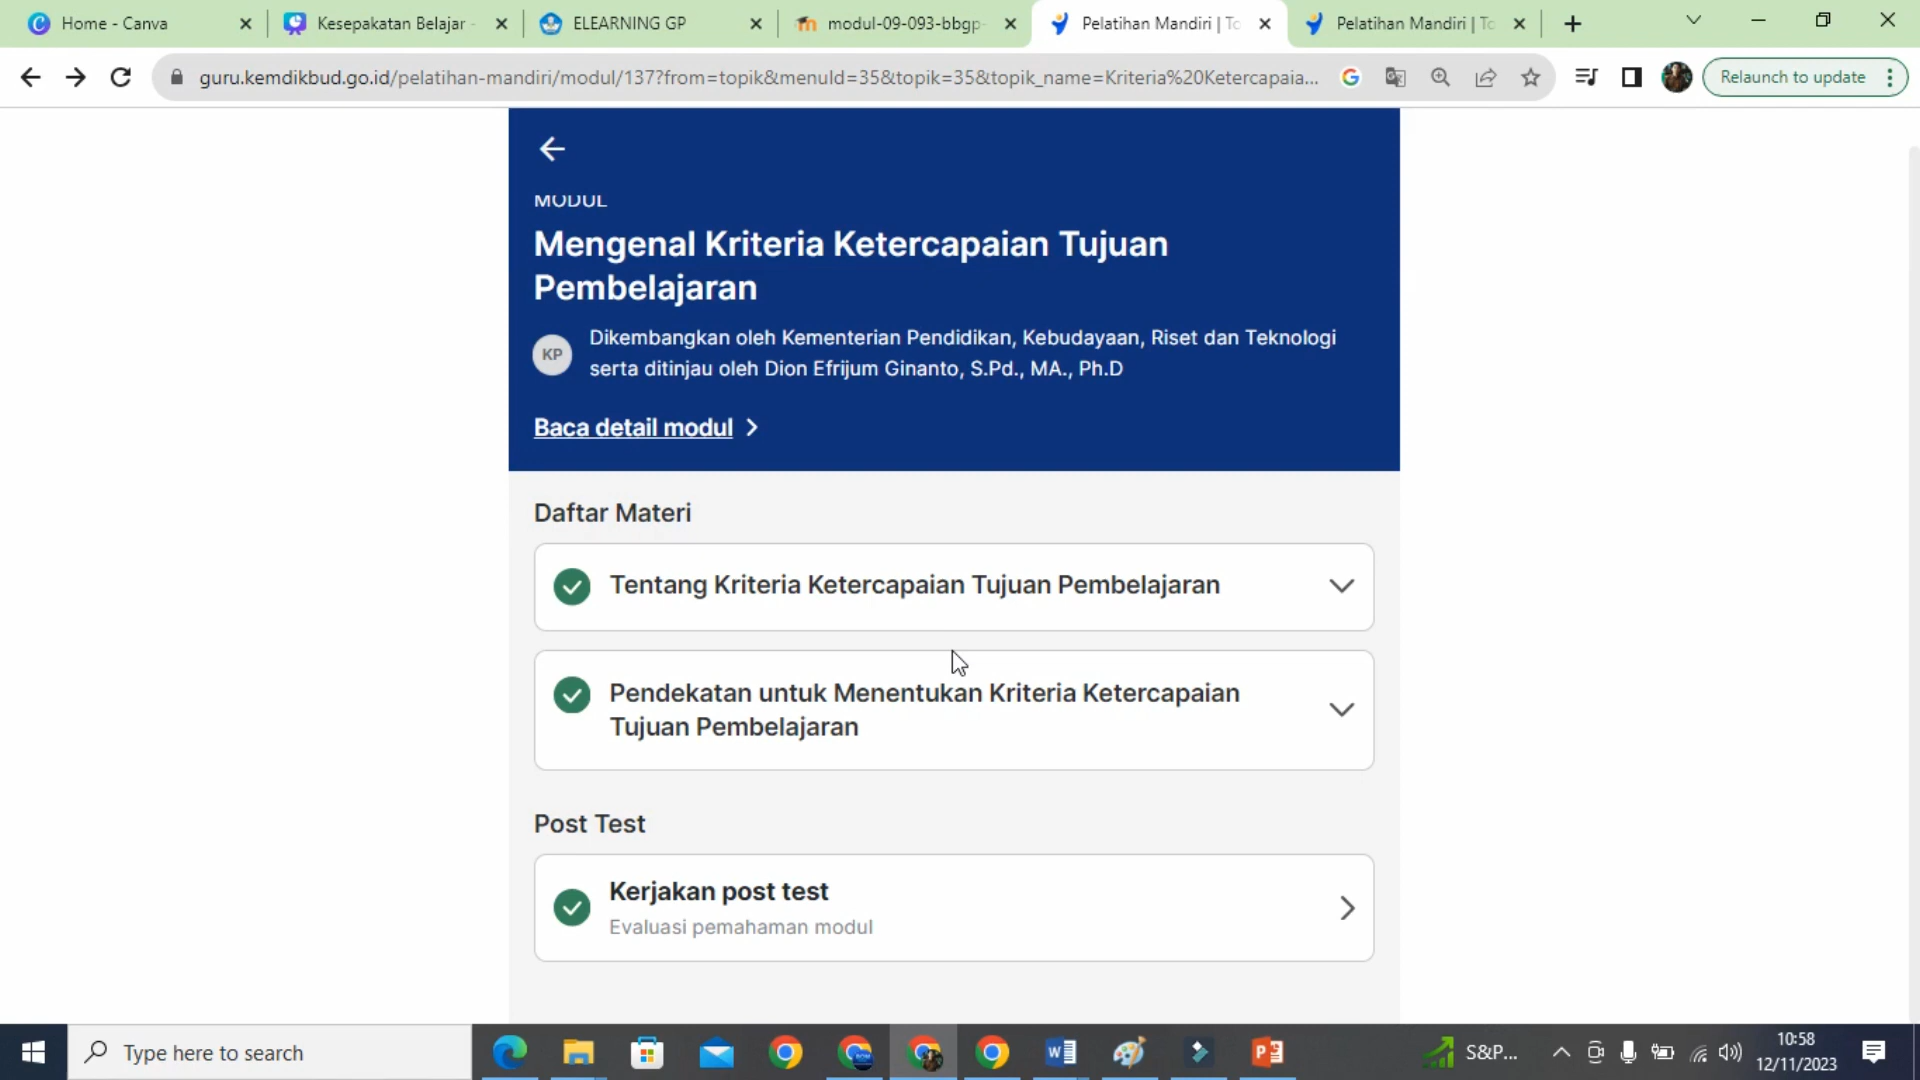 Home - Canva
Kesepakatan Belajar -
ELEARNING GP
modul-09-093-bbgp-
Pelatihan Mandiri | To
Pelatihan Mandiri | To
guru.kemdikbud.go.id/pelatihan-mandiri/modul/137?from=topik&menuId=35&topik=35&topik_name=Kriteria%20Ketercapaia...
Relaunch to update
MODUL
Mengenal Kriteria Ketercapaian Tujuan
Pembelajaran
KP
Dikembangkan oleh Kementerian Pendidikan, Kebudayaan, Riset dan Teknologi
serta ditinjau oleh Dion Efrijum Ginanto, S.Pd., MA., Ph.D
Baca detail modul
Daftar Materi
Tentang Kriteria Ketercapaian Tujuan Pembelajaran
Pendekatan untuk Menentukan Kriteria Ketercapaian
Tujuan Pembelajaran
Post Test
Kerjakan post test
Evaluasi pemahaman modul
Type here to search
S&P...
10:58
12/11/2023